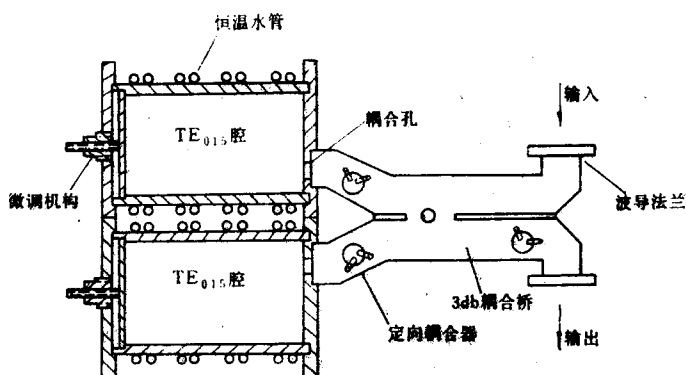 恒温水管
输入
TE₀₁₅腔
耦合孔
微调机构
波导法兰
TE₀₁₅腔
3db耦合桥
定向耦合器
输出